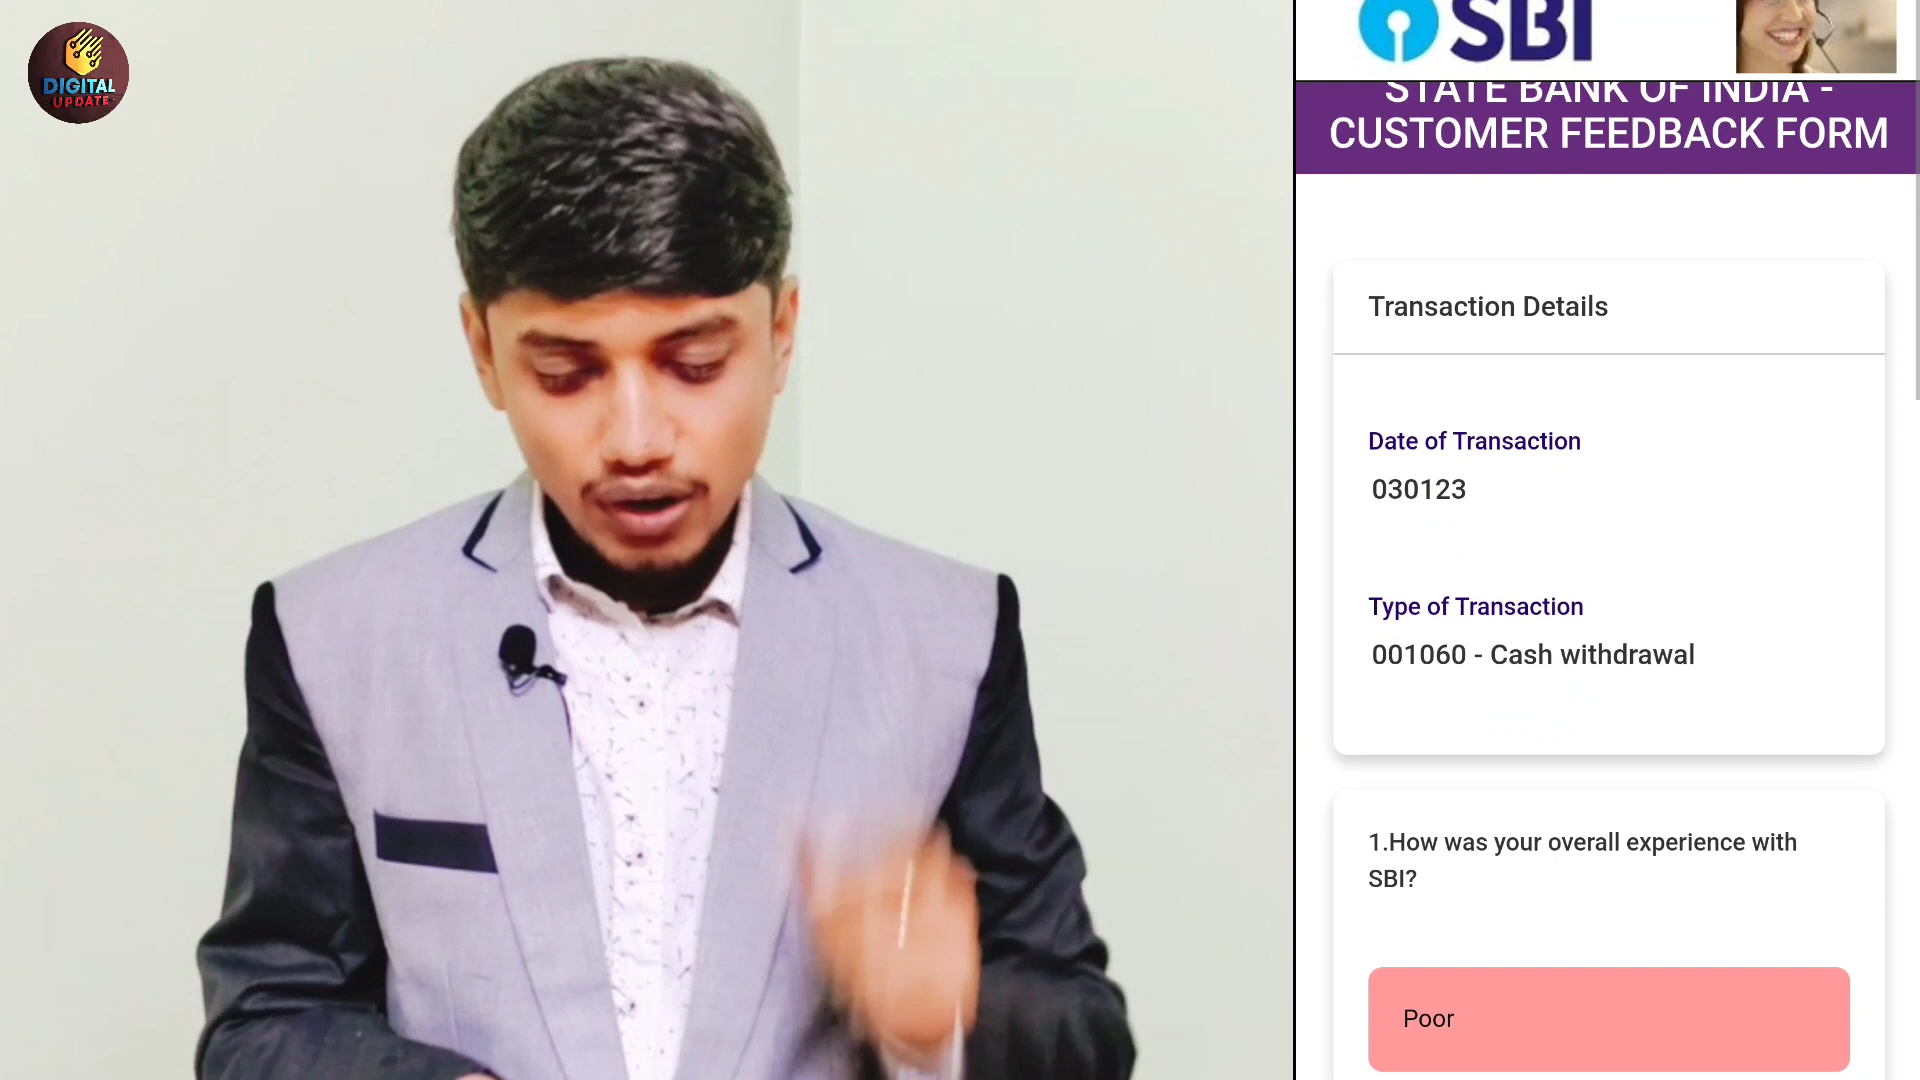 DIGITAL
UPDATE
SBI
STATE BANK OF INDIA -
CUSTOMER FEEDBACK FORM
Transaction Details
Date of Transaction
030123
Type of Transaction
001060 - Cash withdrawal
1.How was your overall experience with
SBI?
Poor